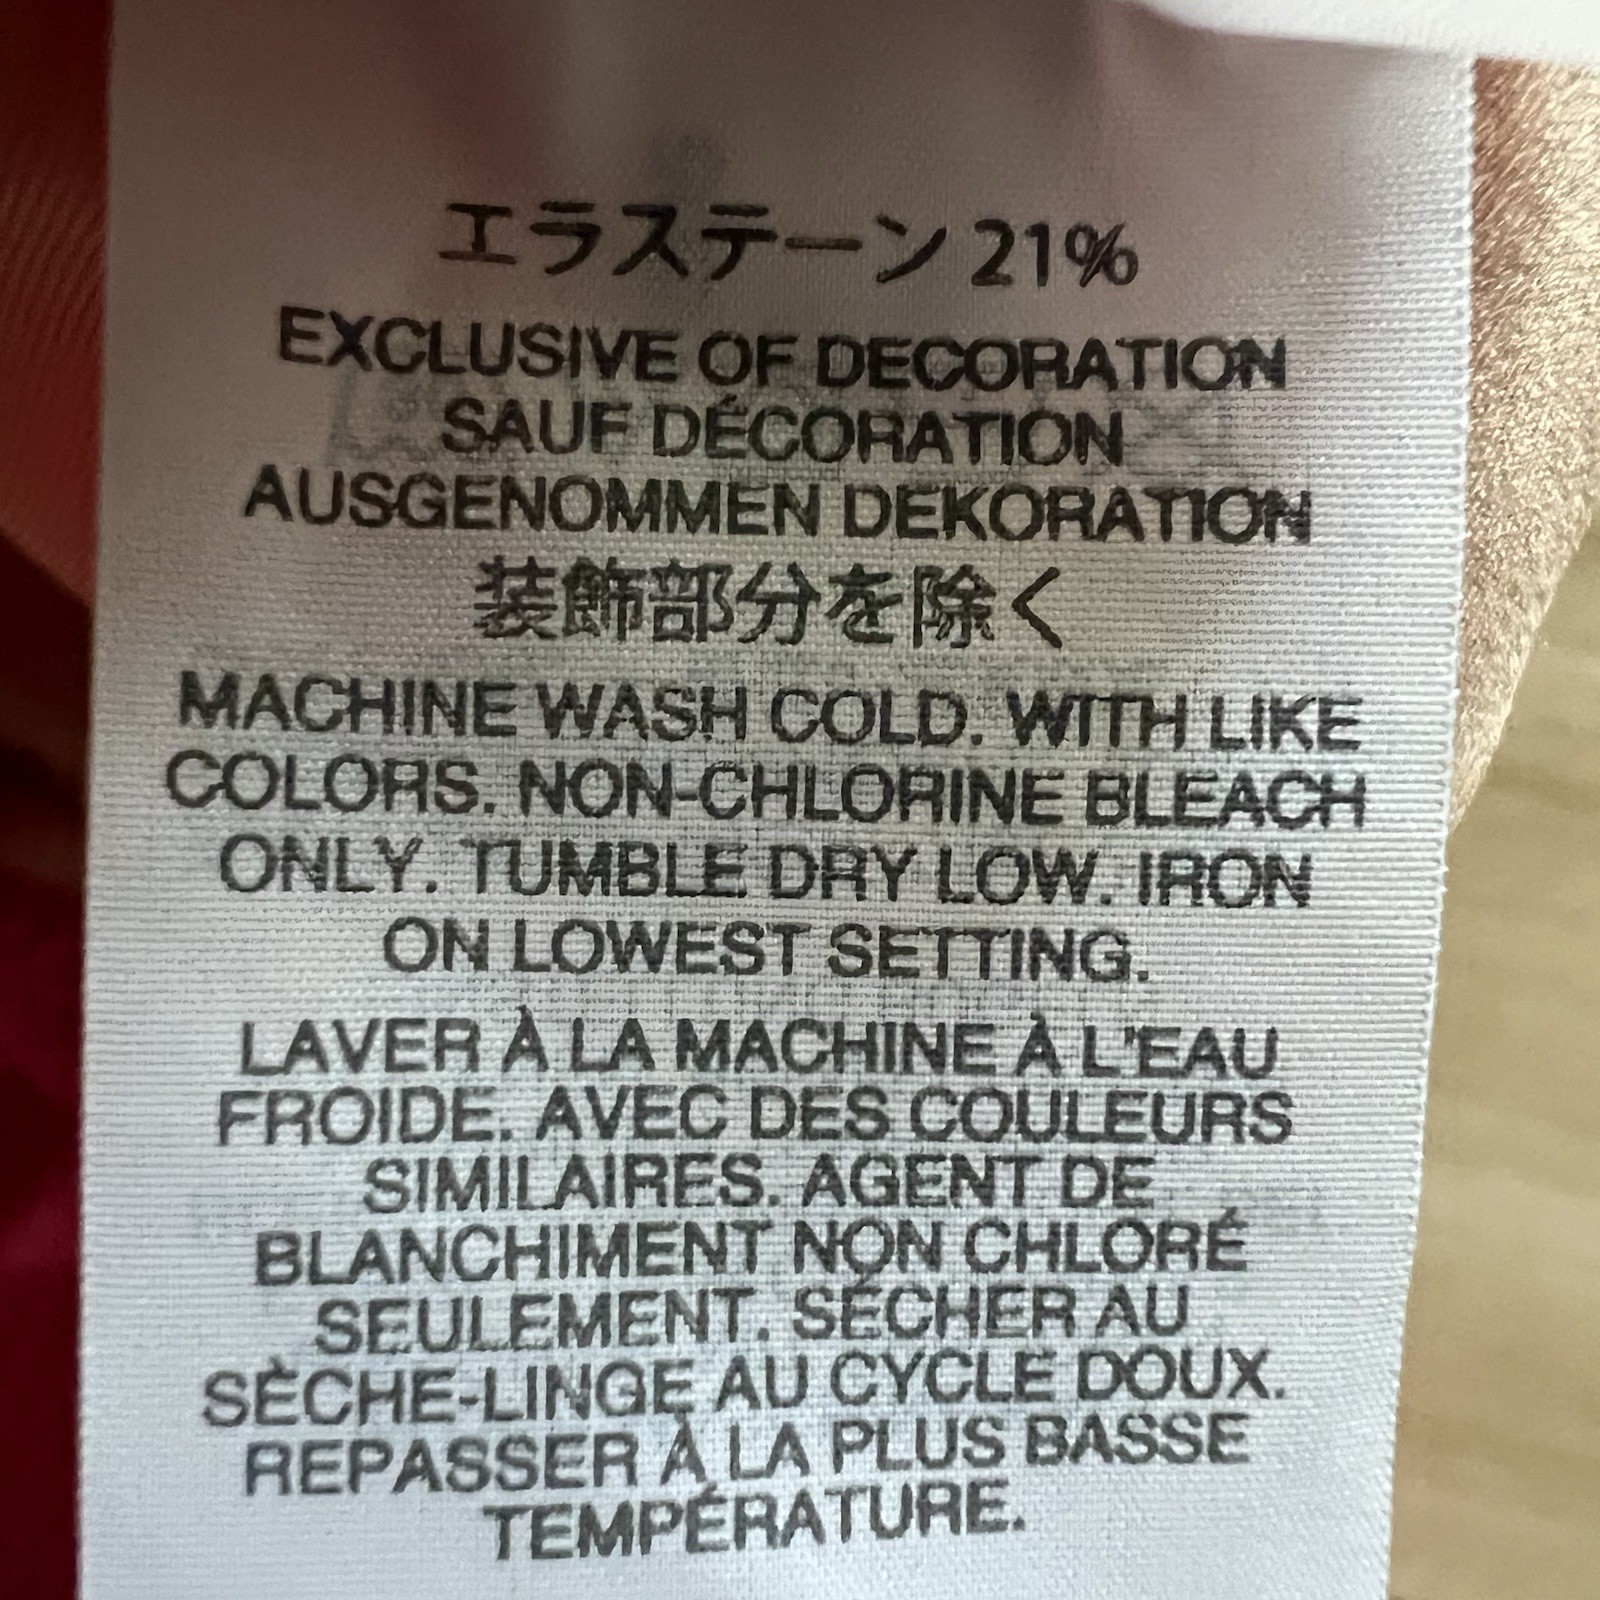 エラステーン 21%
EXCLUSIVE OF DECORATION
SAUF DÉCORATION
AUSGENOMMEN DEKORATION
装飾部分を除く
MACHINE WASH COLD. WITH LIKE
COLORS. NON-CHLORINE BLEACH
ONLY. TUMBLE DRY LOW. IRON
ON LOWEST SETTING.
LAVER À LA MACHINE À L'EAU
FROIDE. AVEC DES COULEURS
SIMILAIRES. AGENT DE
BLANCHIMENT NON CHLORÉ
SEULEMENT. SÉCHER AU
SÈCHE-LINGE AU CYCLE DOUX.
REPASSER À LA PLUS BASSE
TEMPÉRATURE.